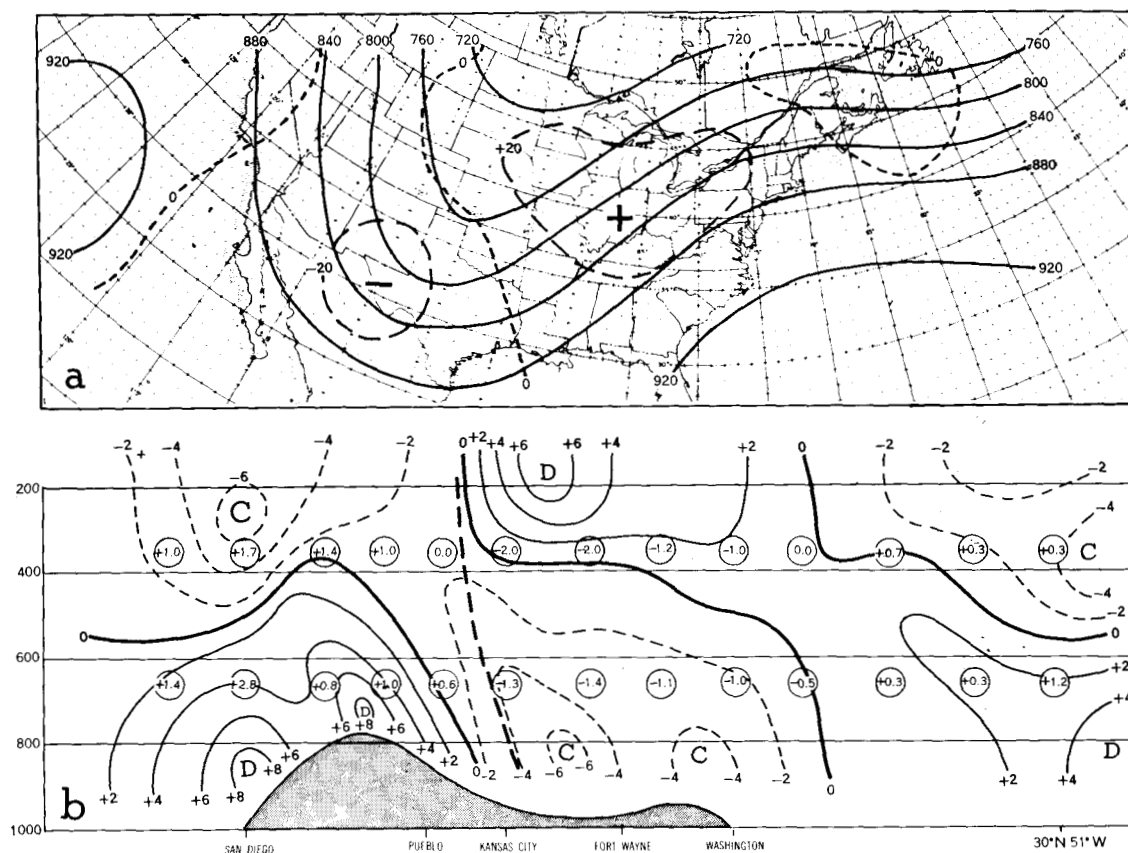 880 840 800 760 720 720 760
920 0 0 800
+20 840
0 880
920 -20 + 920
− 
a 0 920
-2 -4 -4 -2 0 +2 +4 +6 +4 +2 0 -2 -2 -2
+ -6 D
200 C -4
+1.0 +1.7 +1.4 +1.0 0.0 -2.0 -2.0 -1.2 -1.0 0.0 +0.7 +0.3 +0.3 C
400 -4
-2
0 0
600
+1.4 +2.8 +0.8 +1.0 +0.6 -1.3 -1.4 -1.1 -1.0 -0.5 +0.3 +0.3 +1.2 +2
D +4
+6 +8 +6
800 +6 +4 C C D
D +8 +2 0 -2 -4 -6 -6 -4 -4 -4 -2 0 +2 +4
+2 +4 +6 +8
b
1000
SAN DIEGO PUEBLO KANSAS CITY FORT WAYNE WASHINGTON 30°N 51°W